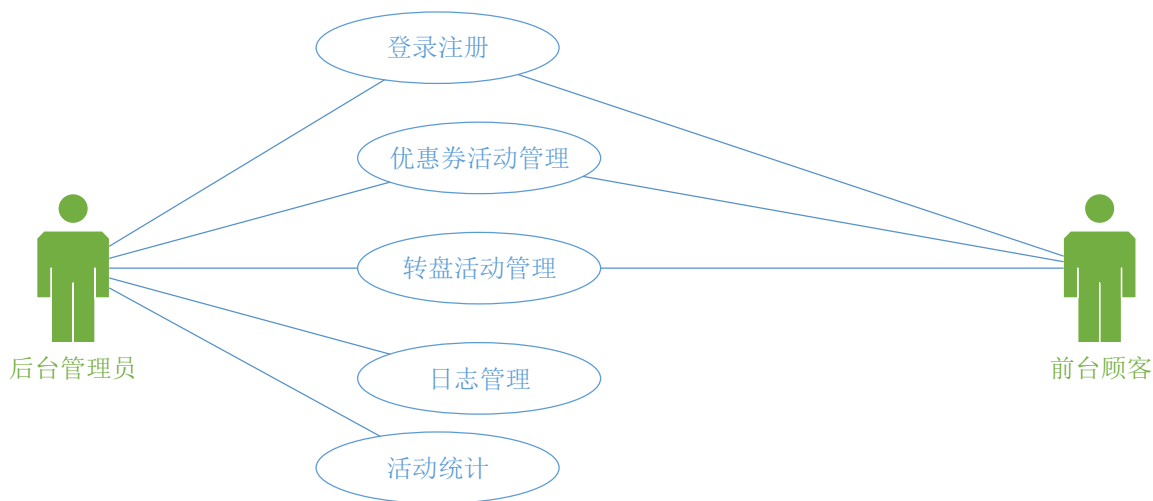 登录注册
优惠券活动管理
转盘活动管理
后台管理员
前台顾客
日志管理
活动统计